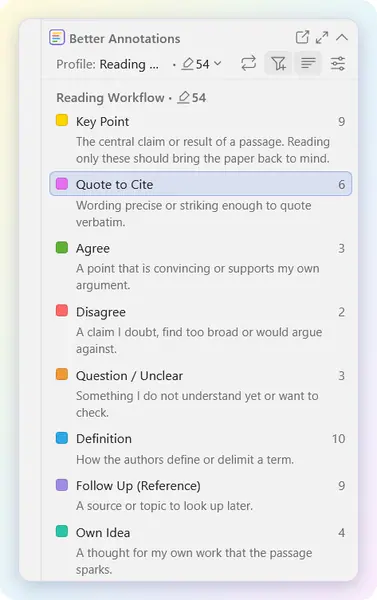 Better Annotations
Profile: Reading ... • 54
Reading Workflow • 54
Key Point 9
The central claim or result of a passage. Reading
only these should bring the paper back to mind.
Quote to Cite 6
Wording precise or striking enough to quote
verbatim.
Agree 3
A point that is convincing or supports my own
argument.
Disagree 2
A claim I doubt, find too broad or would argue
against.
Question / Unclear 3
Something I do not understand yet or want to
check.
Definition 10
How the authors define or delimit a term.
Follow Up (Reference) 9
A source or topic to look up later.
Own Idea 4
A thought for my own work that the passage
sparks.